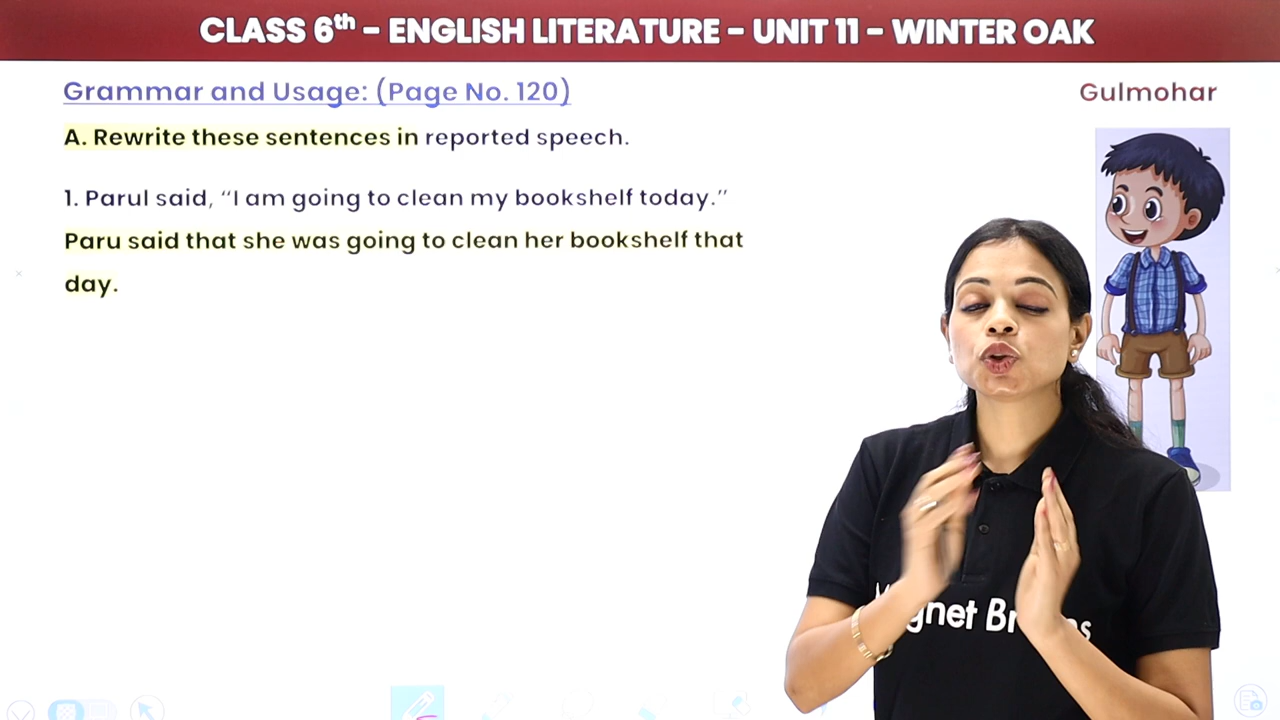 CLASS 6th – ENGLISH LITERATURE – UNIT 11 – WINTER OAK
Grammar and Usage: (Page No. 120)
Gulmohar
A. Rewrite these sentences in reported speech.
1. Parul said, “I am going to clean my bookshelf today.”
Paru said that she was going to clean her bookshelf that
day.